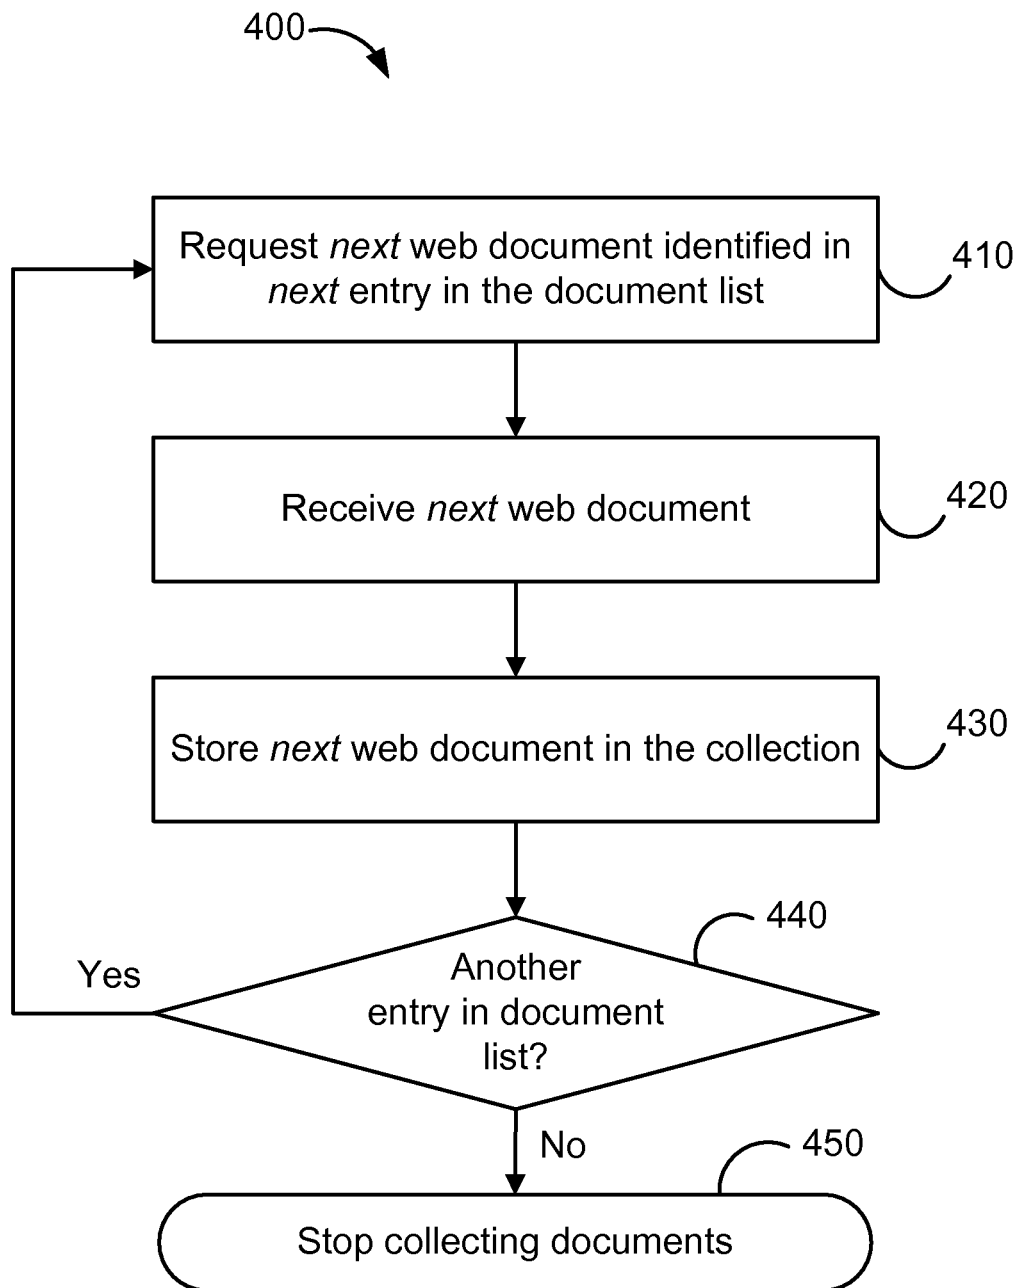 400
Request next web document identified in
next entry in the document list
410
Receive next web document
420
Store next web document in the collection
430
440
Another
entry in document
list?
Yes
No
450
Stop collecting documents